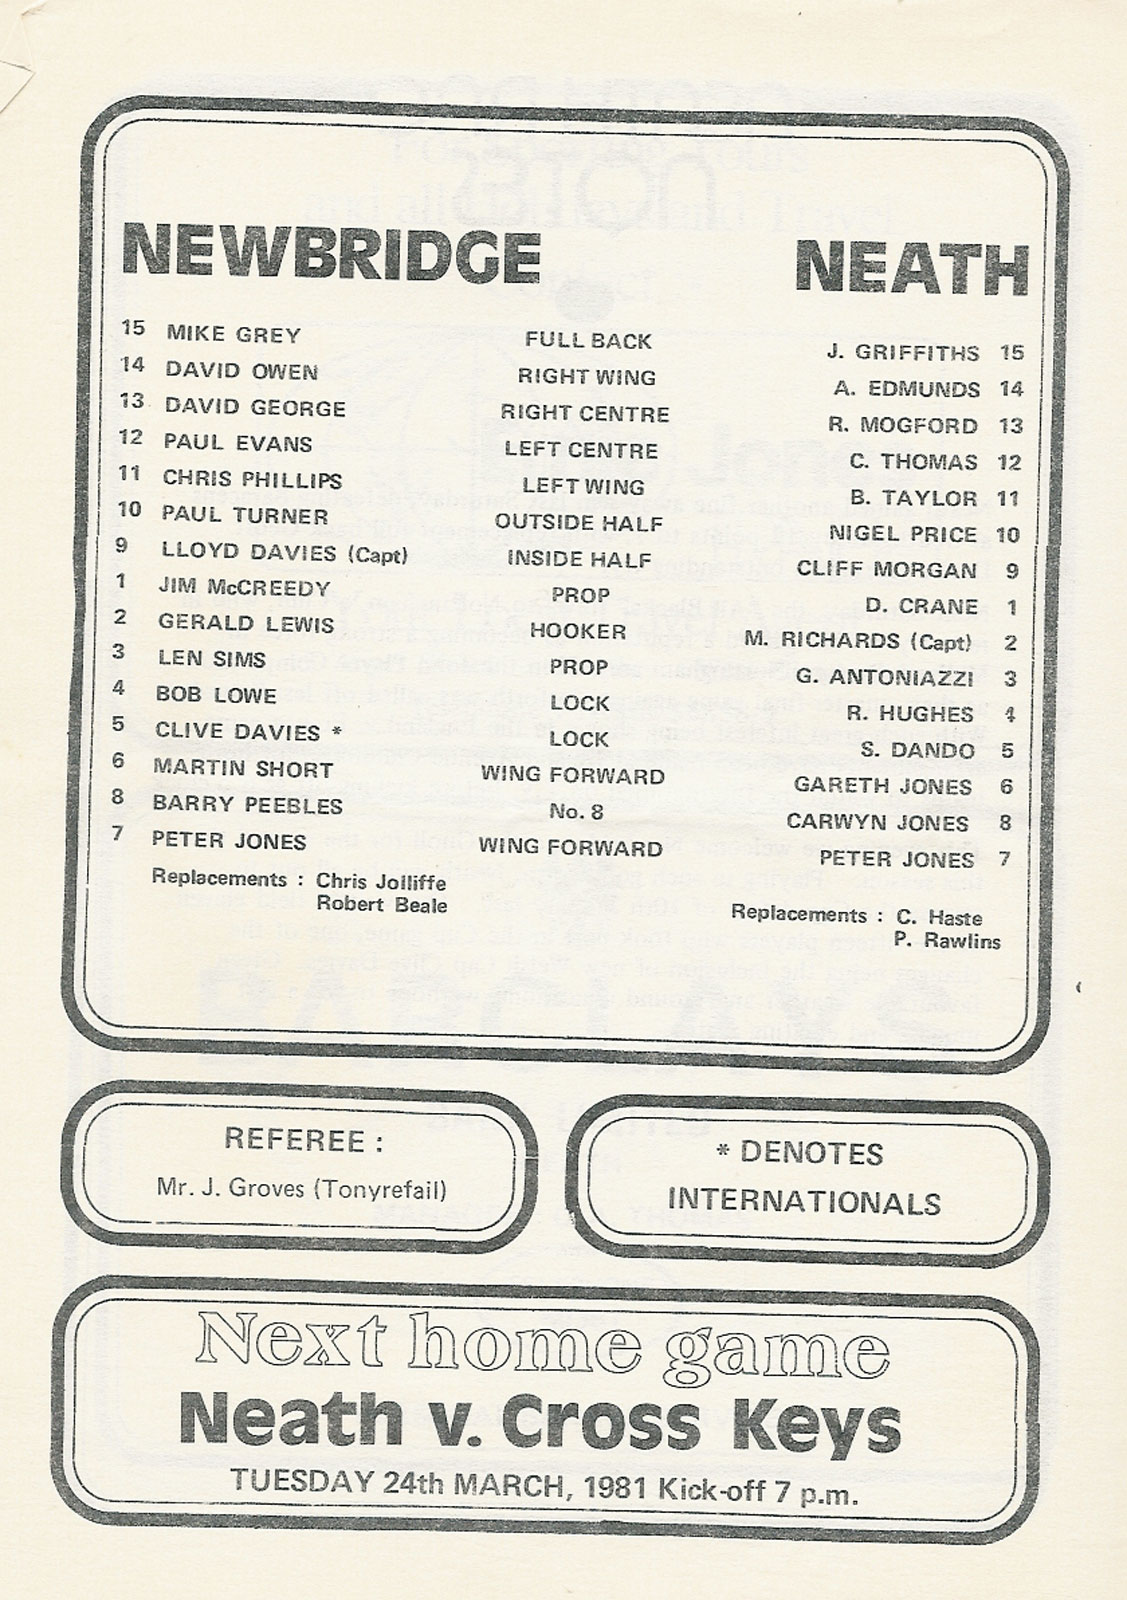 NEWBRIDGE NEATH
15 MIKE GREY FULL BACK J. GRIFFITHS 15
14 DAVID OWEN RIGHT WING A. EDMUNDS 14
13 DAVID GEORGE RIGHT CENTRE R. MOGFORD 13
12 PAUL EVANS LEFT CENTRE C. THOMAS 12
11 CHRIS PHILLIPS LEFT WING B. TAYLOR 11
10 PAUL TURNER OUTSIDE HALF NIGEL PRICE 10
9 LLOYD DAVIES (Capt) INSIDE HALF CLIFF MORGAN 9
1 JIM McCREEDY PROP D. CRANE 1
2 GERALD LEWIS HOOKER M. RICHARDS (Capt) 2
3 LEN SIMS PROP G. ANTONIAZZI 3
4 BOB LOWE LOCK R. HUGHES 4
5 CLIVE DAVIES * LOCK S. DANDO 5
6 MARTIN SHORT WING FORWARD GARETH JONES 6
8 BARRY PEEBLES No. 8 CARWYN JONES 8
7 PETER JONES WING FORWARD PETER JONES 7
Replacements : Chris Jolliffe
Robert Beale
Replacements : C. Haste
P. Rawlins
REFEREE :
Mr. J. Groves (Tonyrefail)
* DENOTES
INTERNATIONALS
Next home game
Neath v. Cross Keys
TUESDAY 24th MARCH, 1981 Kick-off 7 p.m.